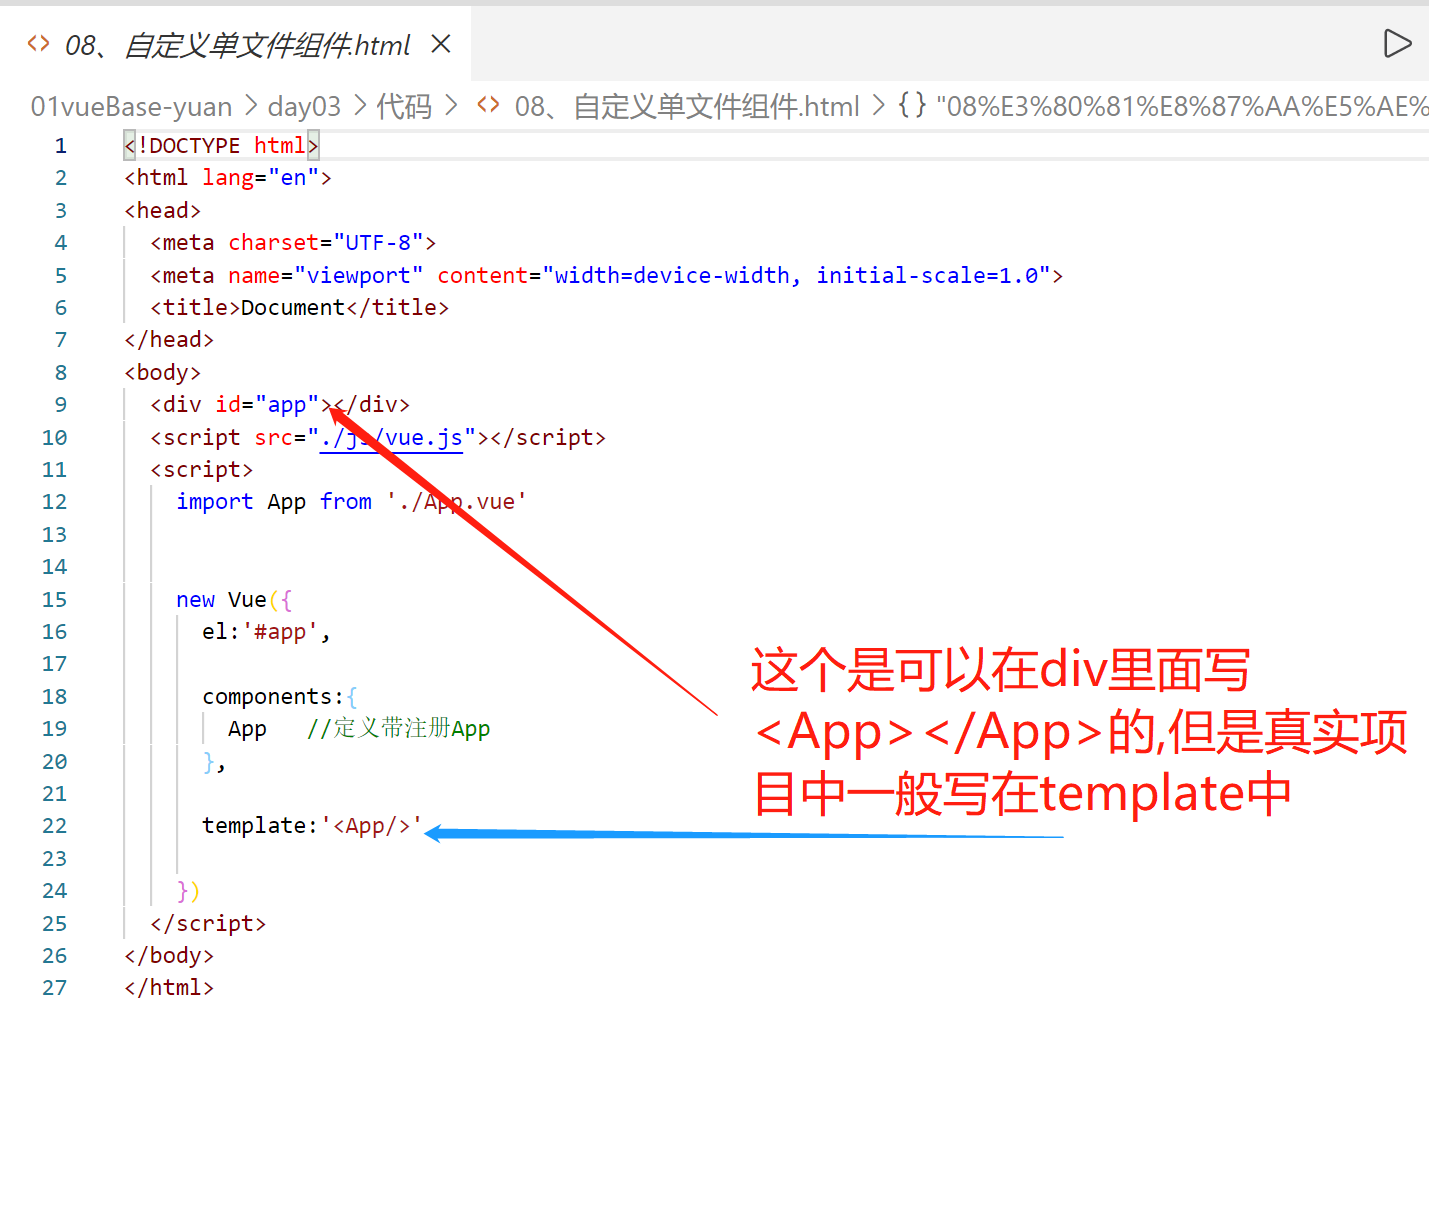 08、自定义单文件组件.html
01vueBase-yuan > day03 > 代码 > <> 08、自定义单文件组件.html > {} "08%E3%80%81%E8%87%AA%E5%AE%
1 <!DOCTYPE html>
2 <html lang="en">
3 <head>
4 <meta charset="UTF-8">
5 <meta name="viewport" content="width=device-width, initial-scale=1.0">
6 <title>Document</title>
7 </head>
8 <body>
9 <div id="app"></div>
10 <script src="./js/vue.js"></script>
11 <script>
12 import App from './App.vue'
13
14
15 new Vue({
16 el:'#app',
17
18 components:{
19 App //定义带注册App
20 },
21
22 template:'<App/>'
23
24 })
25 </script>
26 </body>
27 </html>
这个是可以在div里面写
<App></App>的,但是真实项
目中一般写在template中